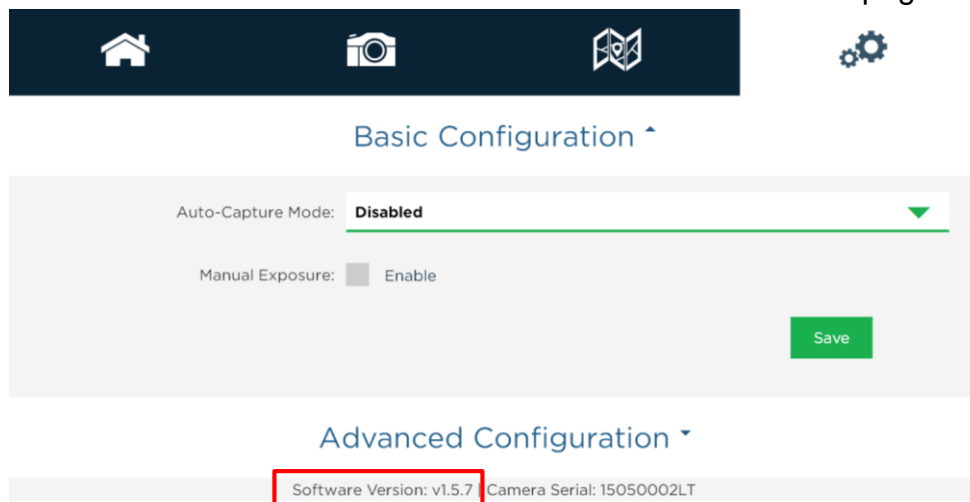 Basic Configuration
Auto-Capture Mode: Disabled
Manual Exposure: Enable
Save
Advanced Configuration
Software Version: v1.5.7 | Camera Serial: 15050002LT